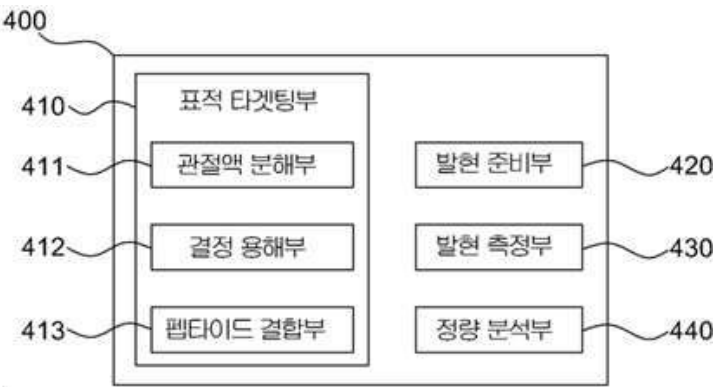 400
410
표적 타겟팅부
411
관절액 분해부
발현 준비부
420
412
결정 용해부
발현 측정부
430
413
펩타이드 결합부
정량 분석부
440